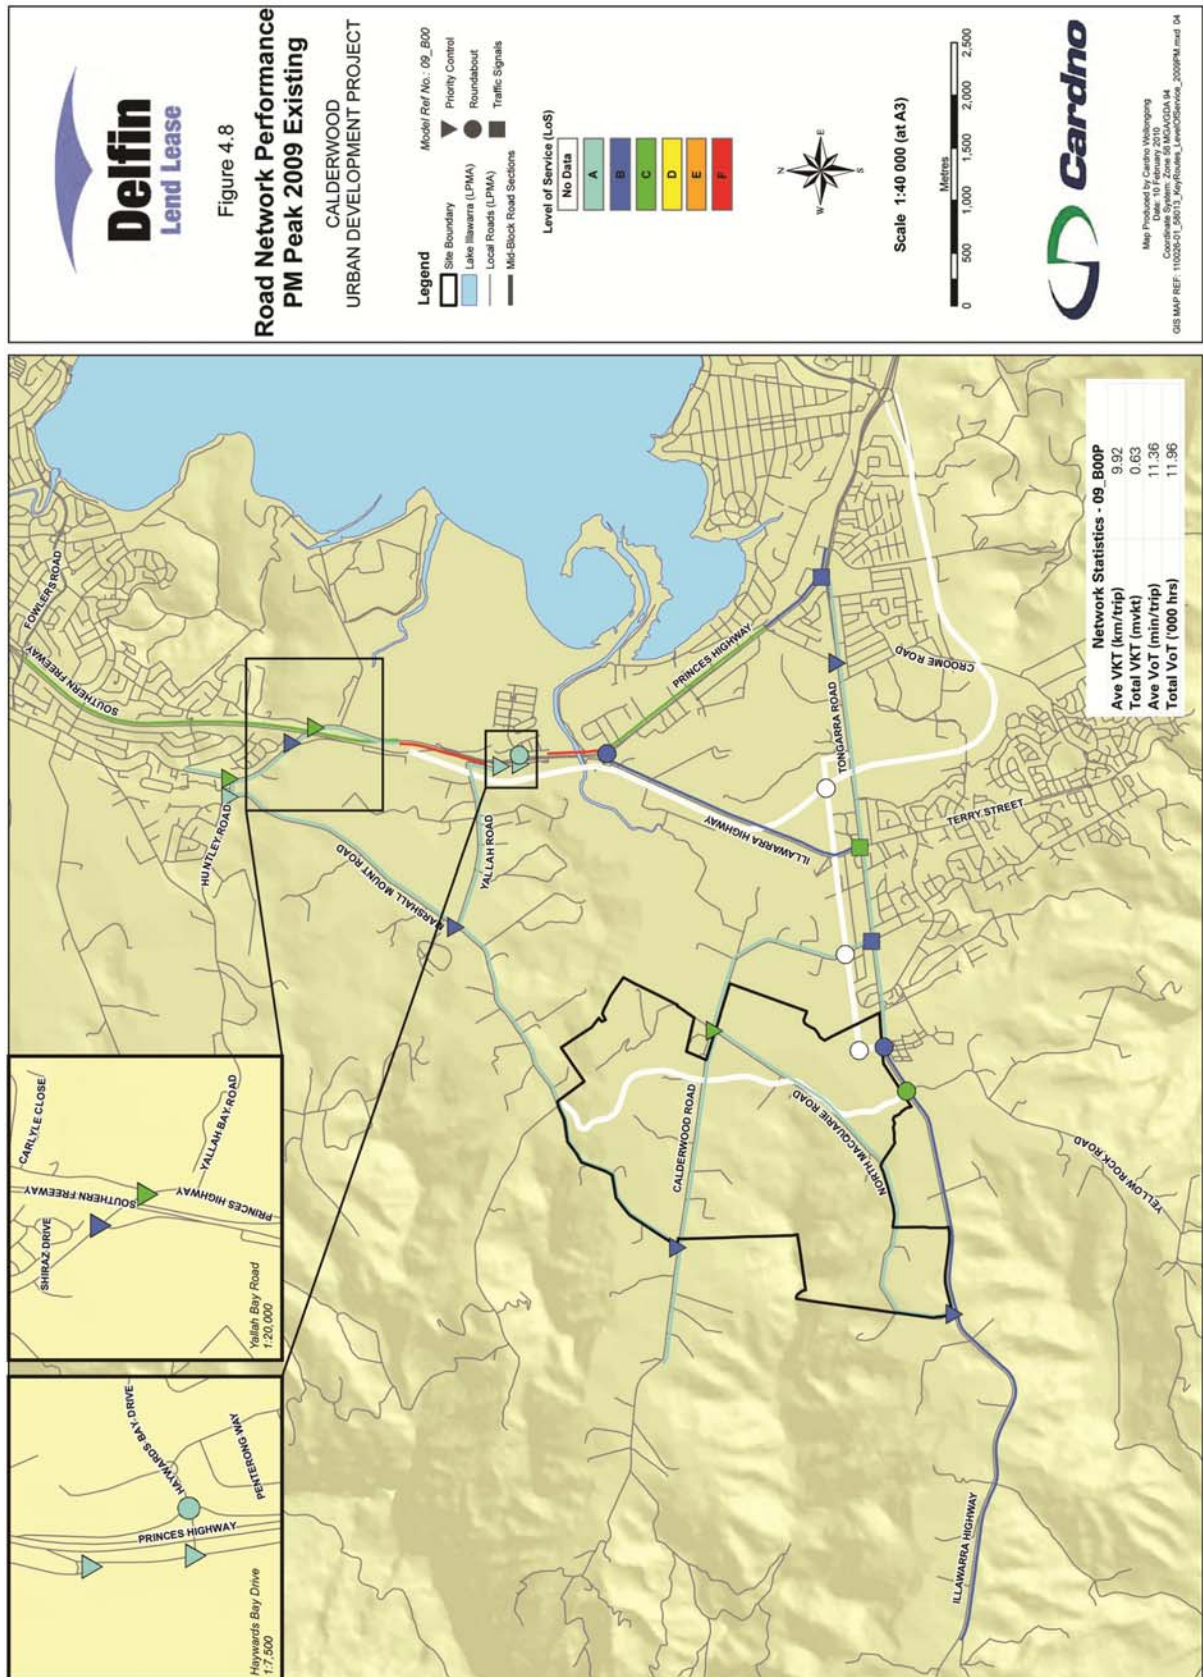 Delfin
Lend Lease
Figure 4.8
Road Network Performance
PM Peak 2009 Existing
CALDERWOOD
URBAN DEVELOPMENT PROJECT
Model Ref No.: 09_B00
Legend
Site Boundary
Lake Illawarra (LPMA)
Local Roads (LPMA)
Mid-Block Road Sections
Priority Control
Roundabout
Traffic Signals
Level of Service (LoS)
No Data
A
B
C
D
E
F
N
E
S
W
Scale 1:40 000 (at A3)
Metres
0 500 1,000 1,500 2,000 2,500
Cardno
Map Produced by Cardno Wollongong
Date: 10 February 2010
Coordinate System: Zone 56 MGA/GDA 94
GIS MAP REF: 110026-01_58013_KeyRoutes_LevelOfService_2009PM.mxd 04
Haywards Bay Drive
1:7,500
PRINCES HIGHWAY
HAYWARDS BAY DRIVE
PENTERONG WAY
Yallah Bay Road
1:20,000
SHIRAZ DRIVE
CARLYLE CLOSE
SOUTHERN FREEWAY
PRINCES HIGHWAY
YALLAH BAY ROAD
FOWLERS ROAD
SOUTHERN FREEWAY
HUNTLEY ROAD
MARSHALL MOUNT ROAD
YALLAH ROAD
PRINCES HIGHWAY
ILLAWARRA HIGHWAY
TONGARRA ROAD
CROOME ROAD
TERRY STREET
CALDERWOOD ROAD
NORTH MACQUARIE ROAD
YELLOW ROCK ROAD
ILLAWARRA HIGHWAY
Network Statistics - 09_B00P
Ave VKT (km/trip) 9.92
Total VKT (mvkt) 0.63
Ave VoT (min/trip) 11.36
Total VoT ('000 hrs) 11.96